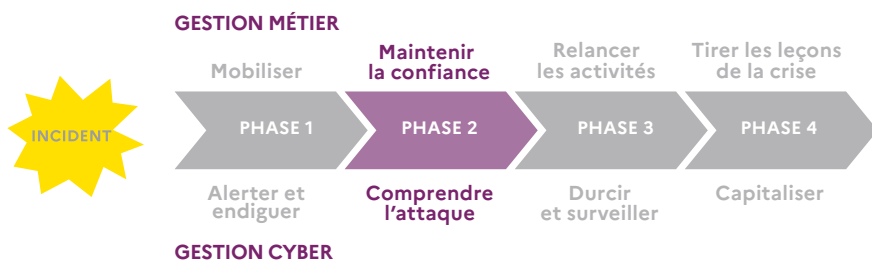 GESTION MÉTIER
Mobiliser
Maintenir
la confiance
Relancer
les activités
Tirer les leçons
de la crise
INCIDENT
PHASE 1
PHASE 2
PHASE 3
PHASE 4
Alerter et
endiguer
Comprendre
l’attaque
Durcir
et surveiller
Capitaliser
GESTION CYBER